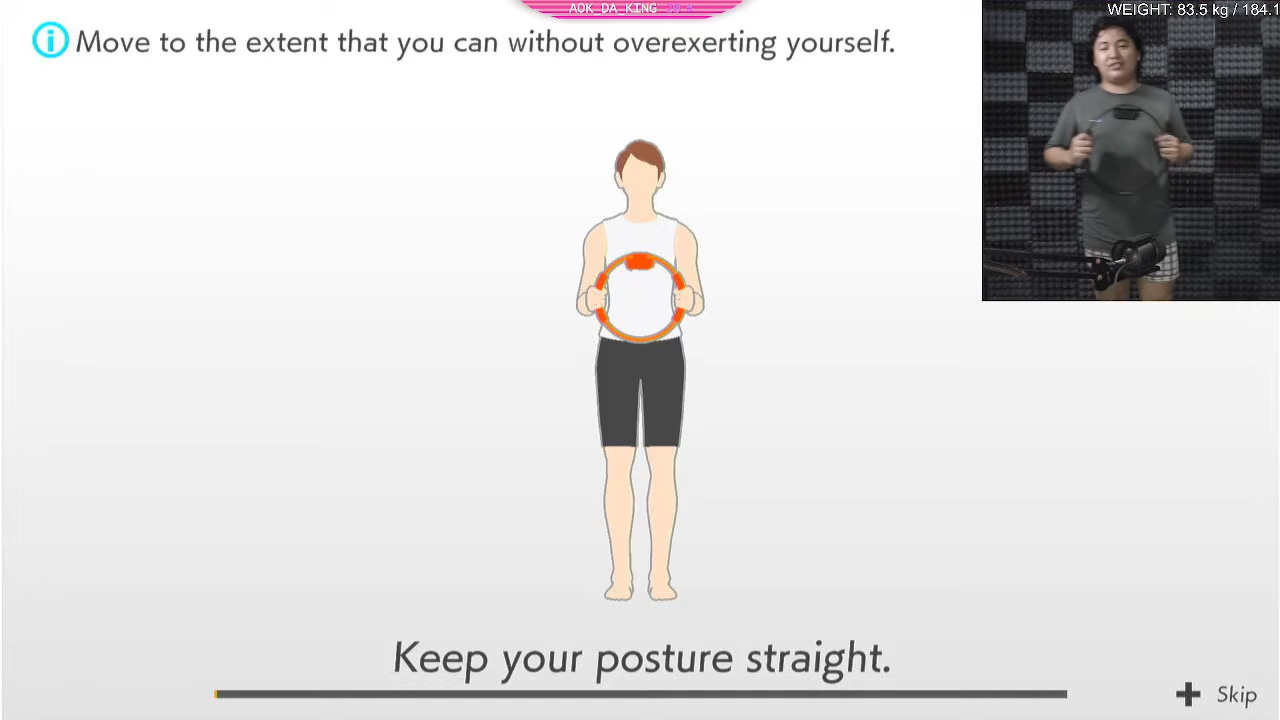 AOK_DA_KING
WEIGHT: 83.5 kg / 184
Move to the extent that you can without overexerting yourself.
Keep your posture straight.
Skip